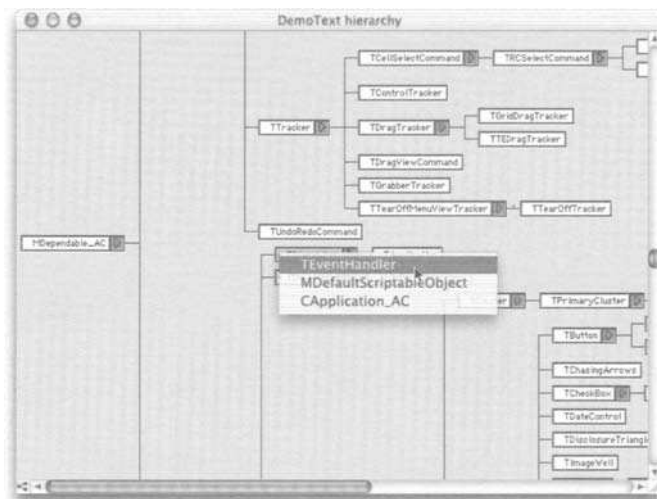 DemoText hierarchy
TCellSelectCommand
TRCSelectCommand
TControlTracker
TGridDragTracker
TTracker
TDragTracker
TTEDragTracker
TDragViewCommand
TGrabberTracker
TTearOffMenuViewTracker
TTearOffTracker
TUndoRedoCommand
MDependable_AC
TEventHandler
MDefaultScriptableObject
CApplication_AC
TPrimaryCluster
TButton
TChasingArrows
TCheckBox
TDateControl
TDisclosureTriangle
TImageWell